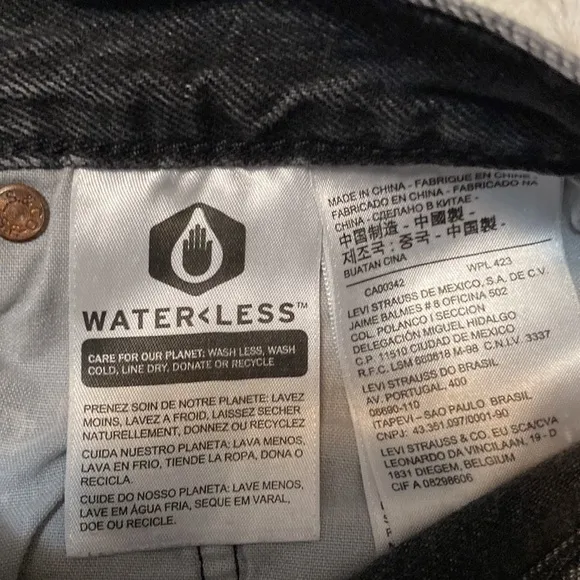 S & C
WATER<LESS™
CARE FOR OUR PLANET: WASH LESS, WASH
COLD, LINE DRY, DONATE OR RECYCLE
PRENEZ SOIN DE NOTRE PLANETE: LAVEZ
MOINS, LAVEZ A FROID, LAISSEZ SECHER
NATURELLEMENT, DONNEZ OU RECYCLEZ
CUIDA NUESTRO PLANETA: LAVA MENOS,
LAVA EN FRIO, TIENDE LA ROPA, DONA O
RECICLA.
CUIDE DO NOSSO PLANETA: LAVE MENOS,
LAVE EM ÁGUA FRIA, SEQUE EM VARAL,
DOE OU RECICLE.
MADE IN CHINA - FABRIQUE EN CHINE
FABRICADO EN CHINA - FABRICADO NA
CHINA - СДЕЛАНО В КИТАЕ -
中国制造 - 中國製 -
제조국: 중국 - 中国製 -
BUATAN CINA
CA00342 WPL 423
LEVI STRAUSS DE MEXICO, S.A. DE C.V.
JAIME BALMES # 8 OFICINA 502
COL. POLANCO I SECCION
DELEGACIÓN MIGUEL HIDALGO
C.P. 11510 CIUDAD DE MEXICO
R.F.C. LSM 880818 M-98 C.N.I.V. 3337
LEVI STRAUSS DO BRASIL
AV. PORTUGAL, 400
06690-110
ITAPEVI - SAO PAULO BRASIL
CNPJ: 43.351.097/0001-90
LEVI STRAUSS & CO. EU SCA/CVA
LEONARDO DA VINCILAAN, 19 - D
1831 DIEGEM, BELGIUM
CIF A 08298606